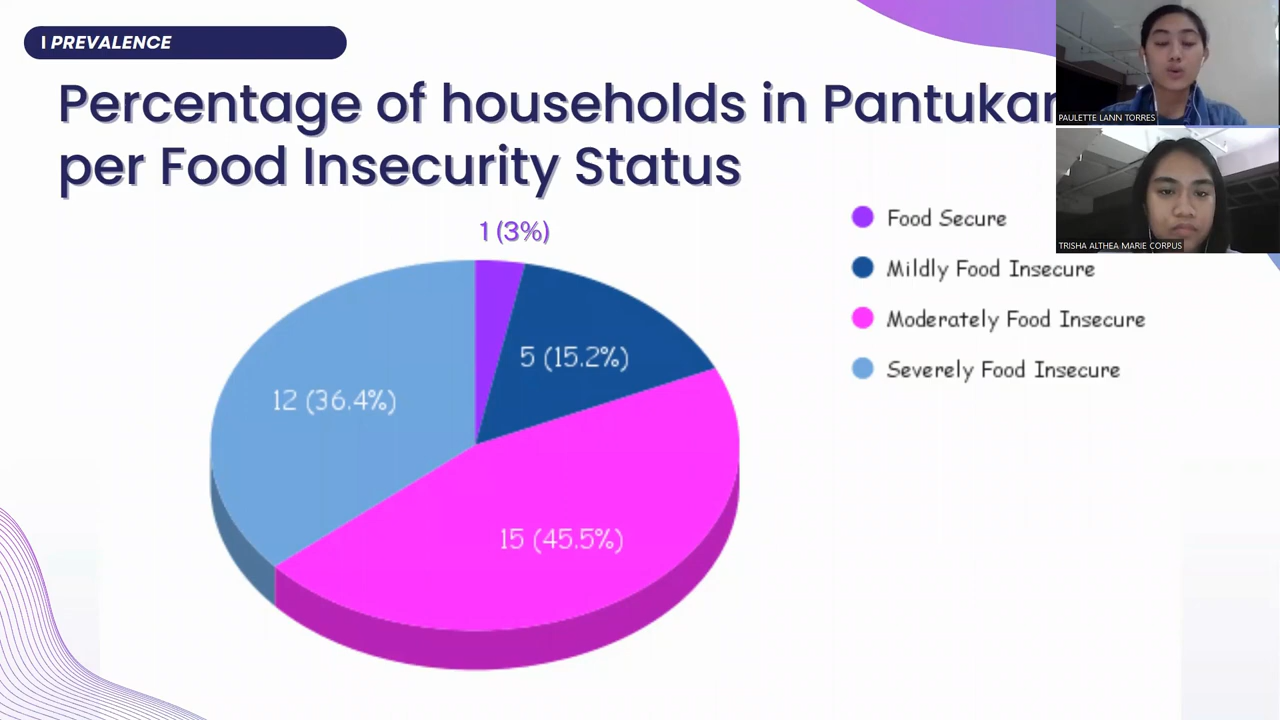 I PREVALENCE
Percentage of households in Pantukan
per Food Insecurity Status
1 (3%)
5 (15.2%)
12 (36.4%)
15 (45.5%)
Food Secure
Mildly Food Insecure
Moderately Food Insecure
Severely Food Insecure
PAULETTE LANN TORRES
TRISHA ALTHEA MARIE CORPUS